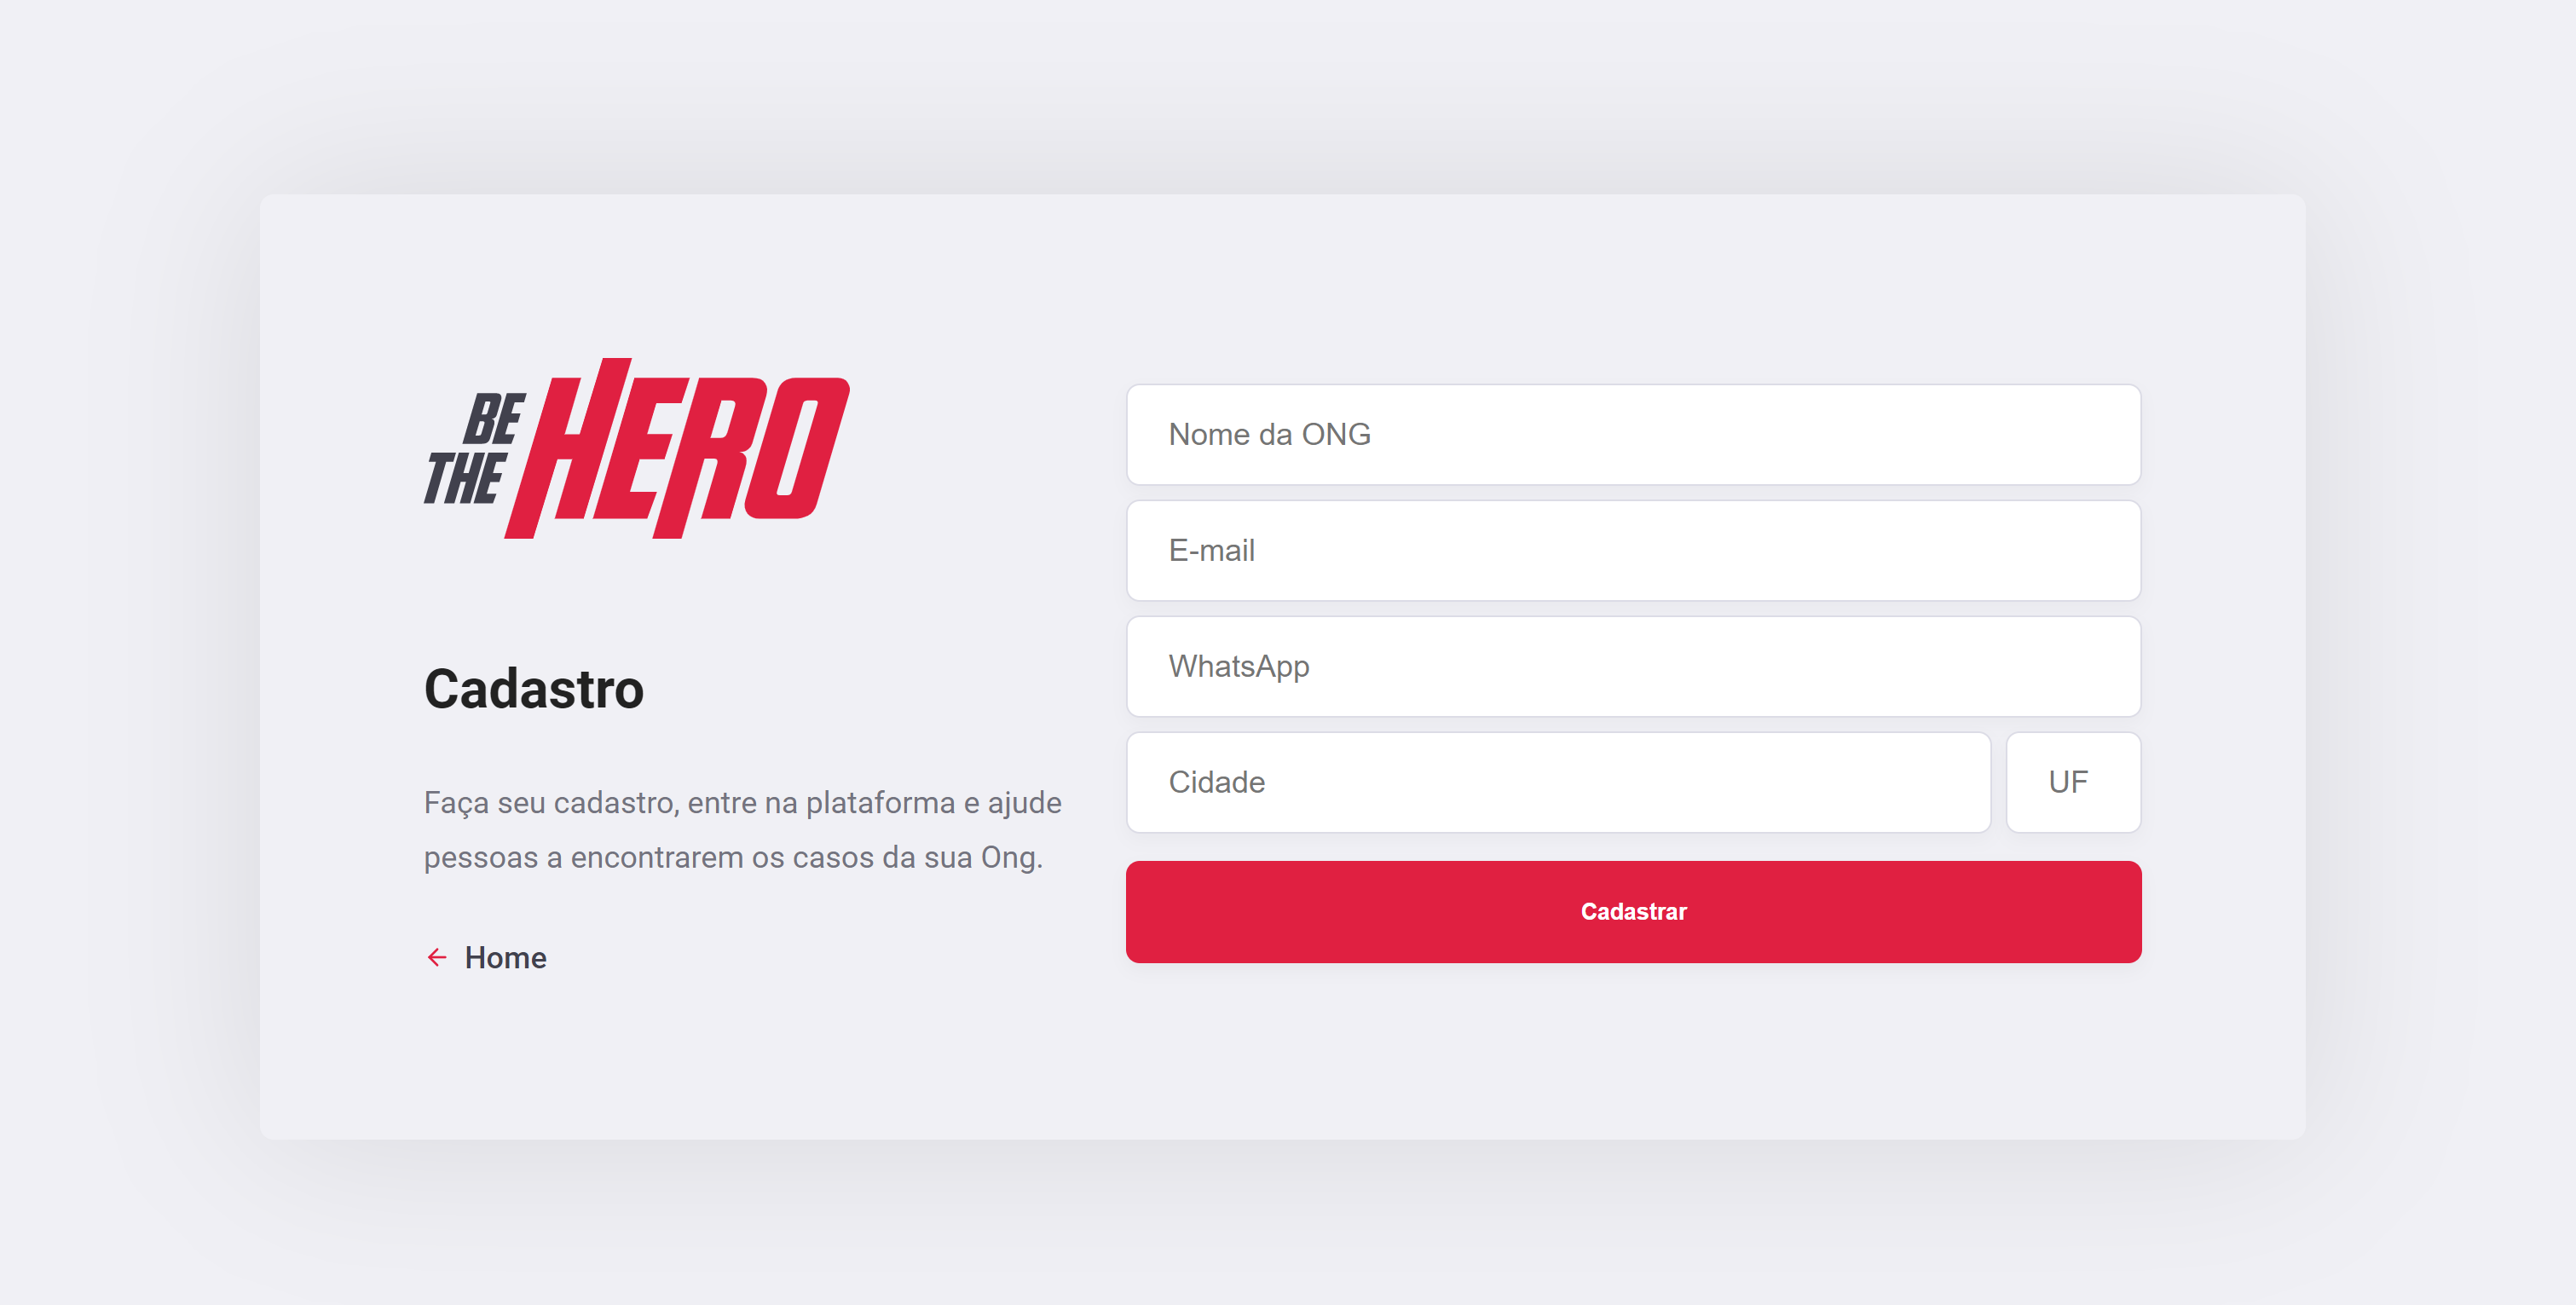 BE
THE
HERO
Cadastro
Faça seu cadastro, entre na plataforma e ajude
pessoas a encontrarem os casos da sua Ong.
Home
Nome da ONG
E-mail
WhatsApp
Cidade
UF
Cadastrar